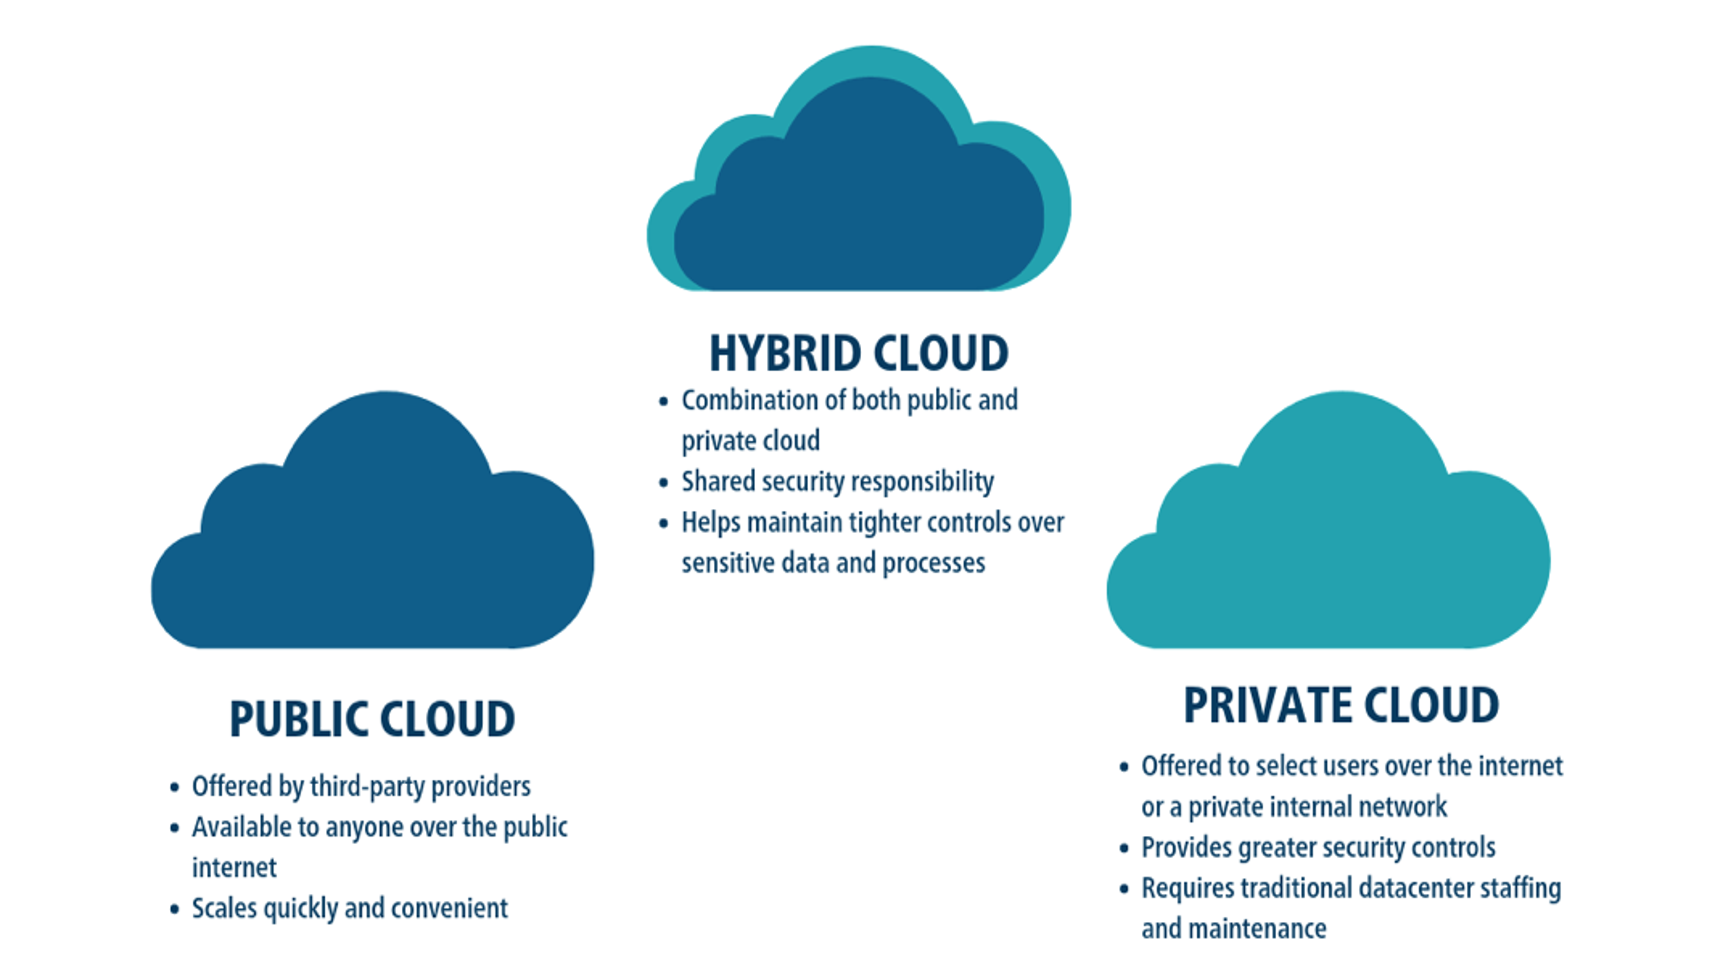 HYBRID CLOUD
• Combination of both public and
private cloud
• Shared security responsibility
• Helps maintain tighter controls over
sensitive data and processes
PUBLIC CLOUD
• Offered by third-party providers
• Available to anyone over the public
internet
• Scales quickly and convenient
PRIVATE CLOUD
• Offered to select users over the internet
or a private internal network
• Provides greater security controls
• Requires traditional datacenter staffing
and maintenance